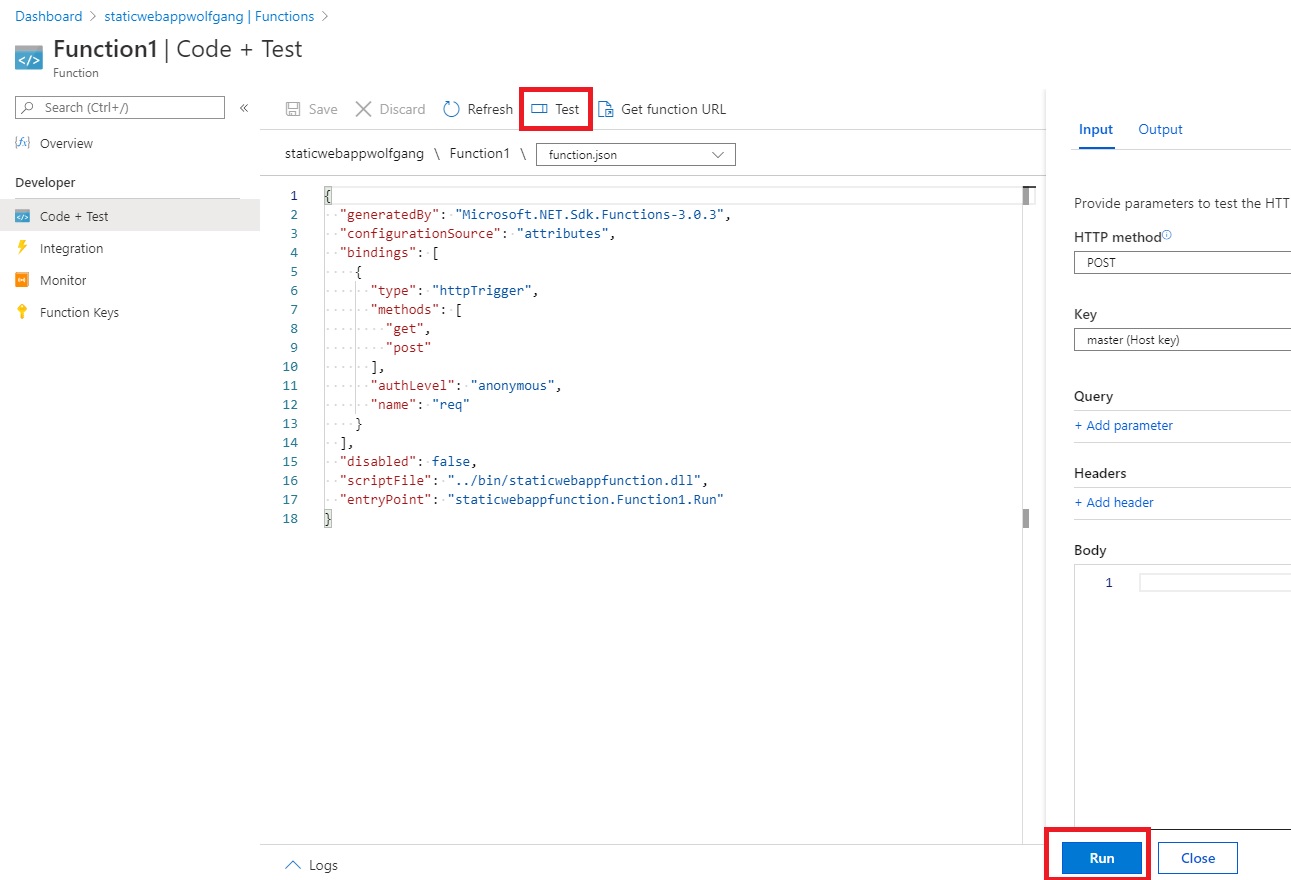 Dashboard > staticwebappwolfgang | Functions >
Function1 | Code + Test
Function
Search (Ctrl+/)
«
Overview
Developer
Code + Test
Integration
Monitor
Function Keys
Save Discard Refresh Test Get function URL
staticwebappwolfgang \ Function1 \ function.json
1 {
2 "generatedBy": "Microsoft.NET.Sdk.Functions-3.0.3",
3 "configurationSource": "attributes",
4 "bindings": [
5 {
6 "type": "httpTrigger",
7 "methods": [
8 "get",
9 "post"
10 ],
11 "authLevel": "anonymous",
12 "name": "req"
13 }
14 ],
15 "disabled": false,
16 "scriptFile": "../bin/staticwebappfunction.dll",
17 "entryPoint": "staticwebappfunction.Function1.Run"
18 }
Logs
Input Output
Provide parameters to test the HTT
HTTP method
POST
Key
master (Host key)
Query
+ Add parameter
Headers
+ Add header
Body
1
Run Close